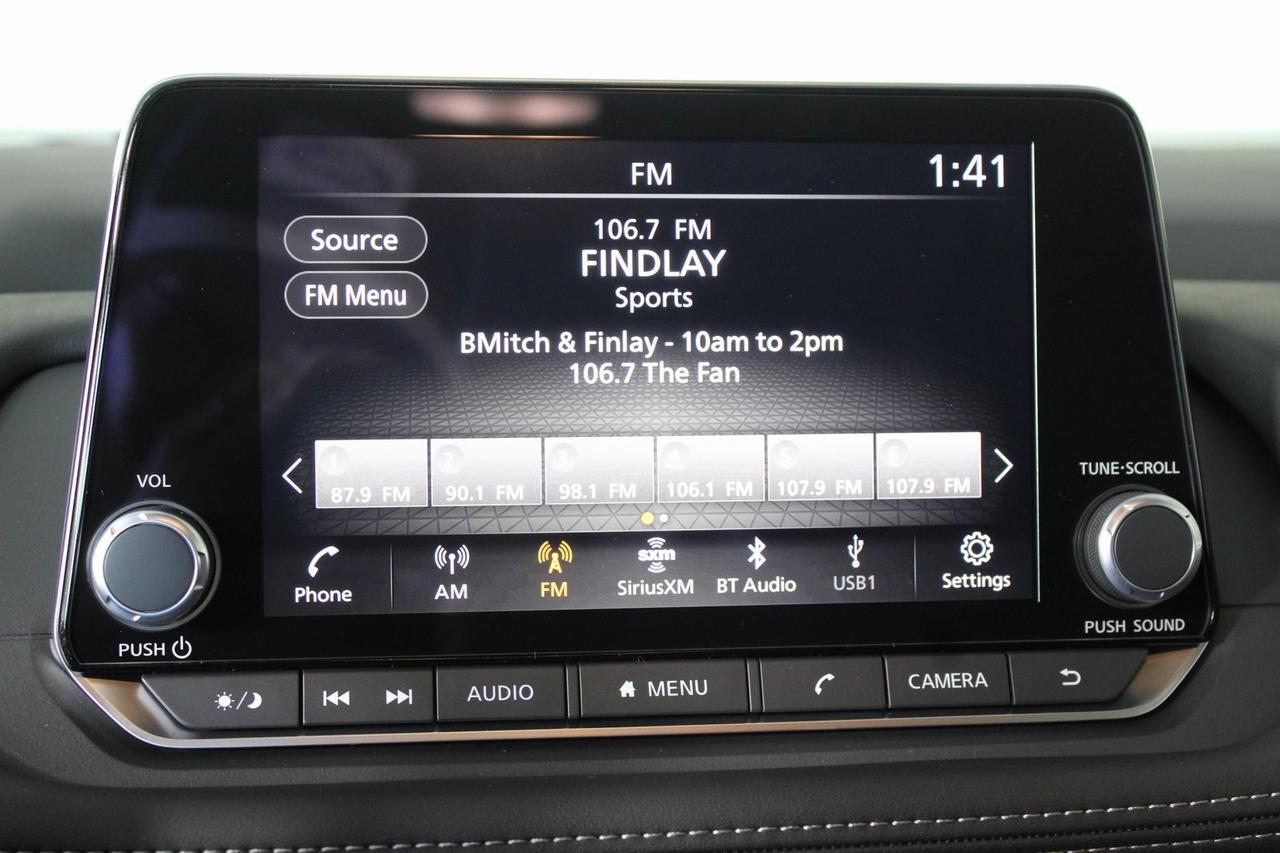 FM
1:41
Source
FM Menu
106.7 FM
FINDLAY
Sports
BMitch & Finlay - 10am to 2pm
106.7 The Fan
1 2 3 4 5 6
87.9 FM 90.1 FM 98.1 FM 106.1 FM 107.9 FM 107.9 FM
VOL
TUNE·SCROLL
sxm
Phone AM FM SiriusXM BT Audio USB1 Settings
PUSH
PUSH SOUND
AUDIO
MENU
CAMERA